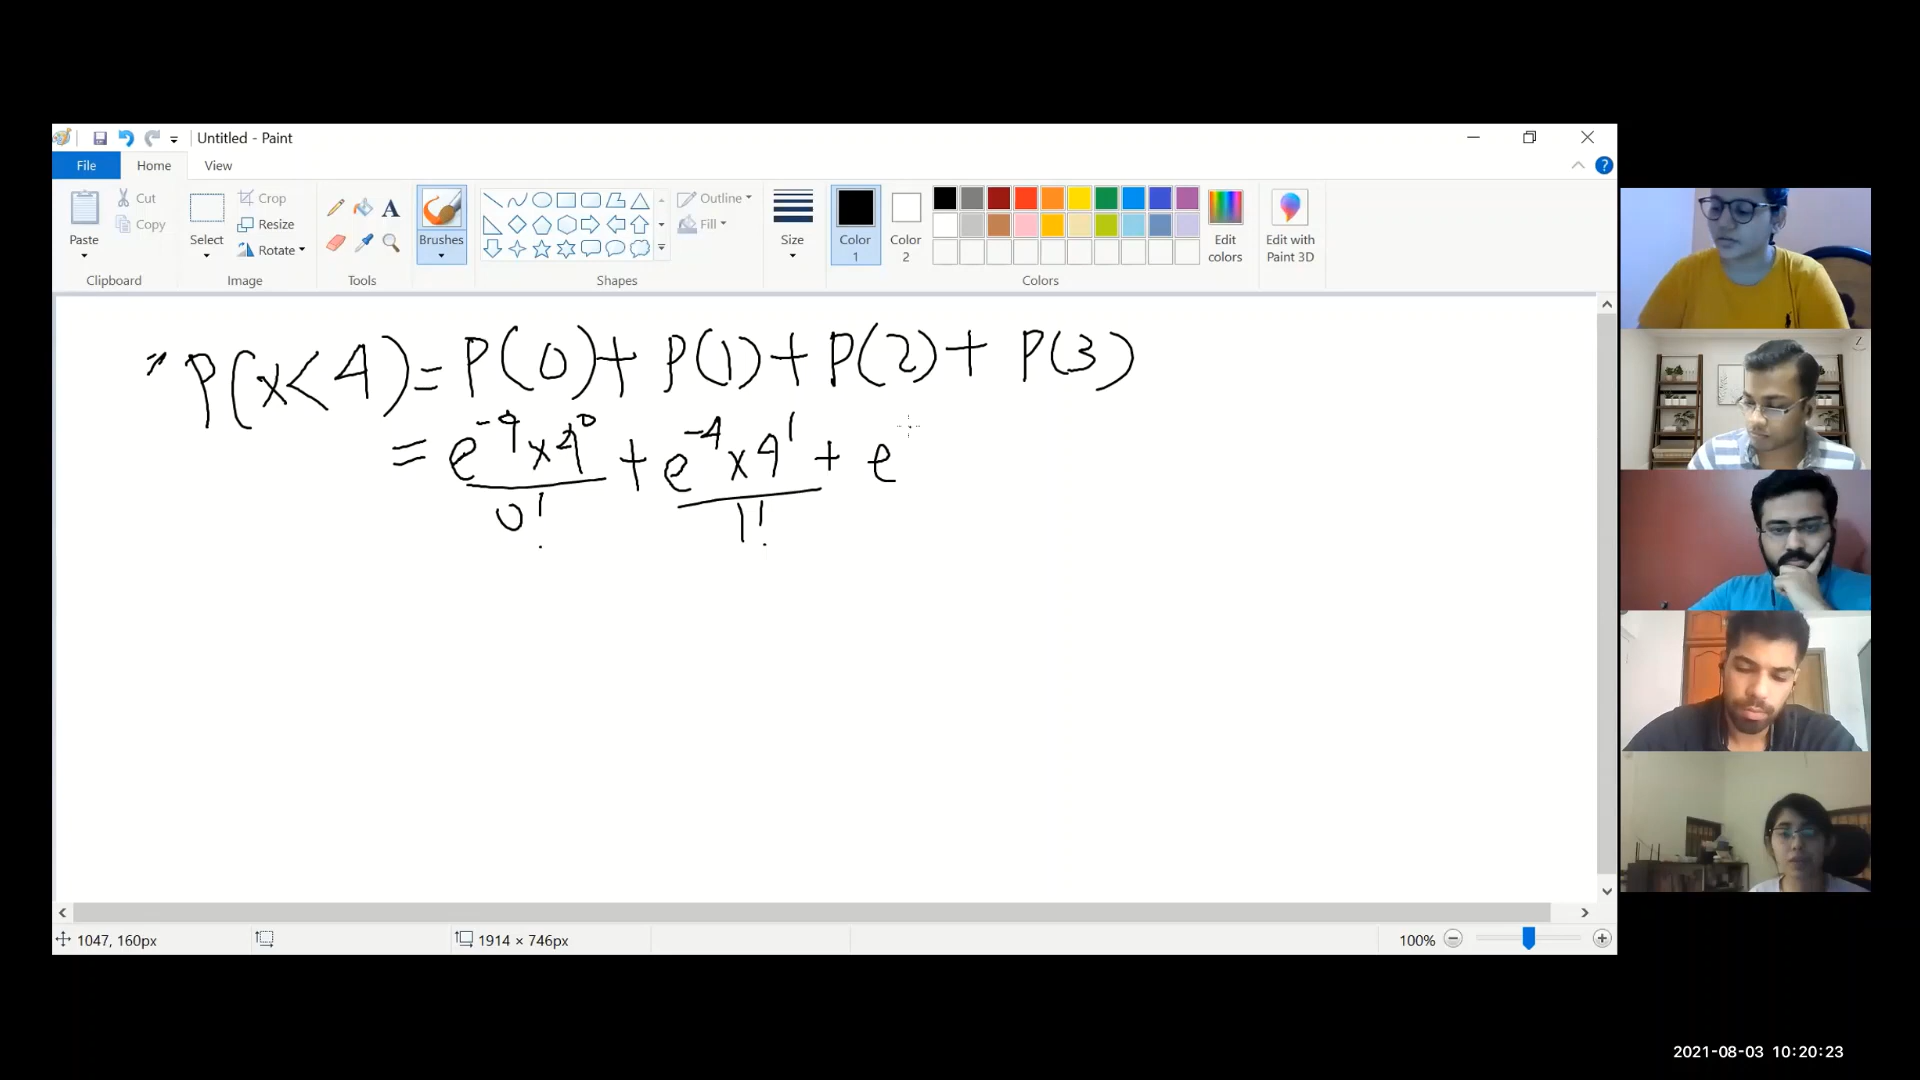 Untitled - Paint
File Home View
Paste Cut Copy Select Crop Resize Rotate Brushes Outline Fill Size Color 1 Color 2 Edit colors Edit with Paint 3D
Clipboard Image Tools Shapes Colors
P(x<4) = P(0) + P(1) + P(2) + P(3)
= e^-4 x 4^0 / 0! + e^-4 x 4^1 / 1! + e
1047, 160px 1914 × 746px 100%
2021-08-03 10:20:23